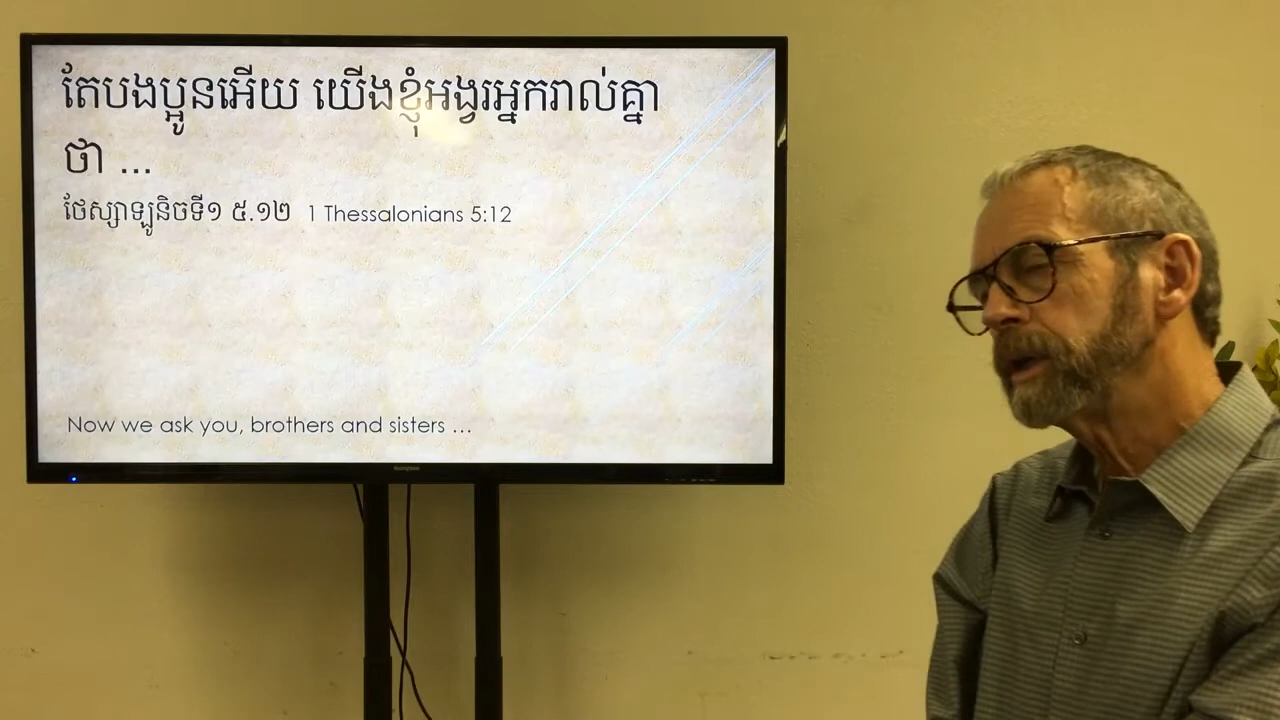 តែបងប្អូនអើយ យើងខ្ញុំអង្វរអ្នករាល់គ្នា
ថា ...
ថែស្សាឡូនិចទី១ ៥.១២ 1 Thessalonians 5:12
Now we ask you, brothers and sisters ...